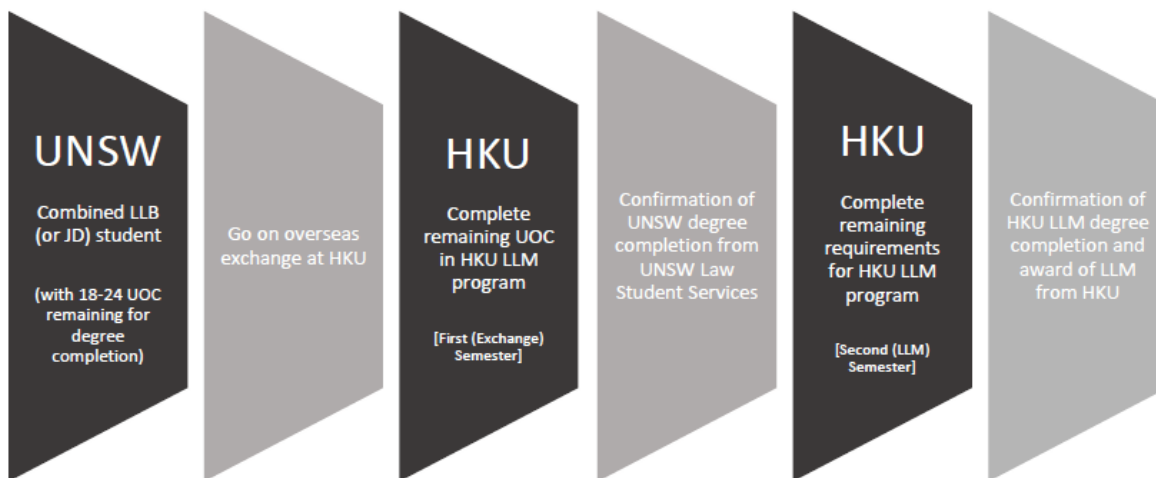 UNSW
Combined LLB
(or JD) student
(with 18-24 UOC
remaining for
degree
completion)
Go on overseas
exchange at HKU
HKU
Complete
remaining UOC
in HKU LLM
program
[First (Exchange)
Semester]
Confirmation of
UNSW degree
completion from
UNSW Law
Student Services
HKU
Complete
remaining
requirements
for HKU LLM
program
[Second (LLM)
Semester]
Confirmation of
HKU LLM degree
completion and
award of LLM
from HKU